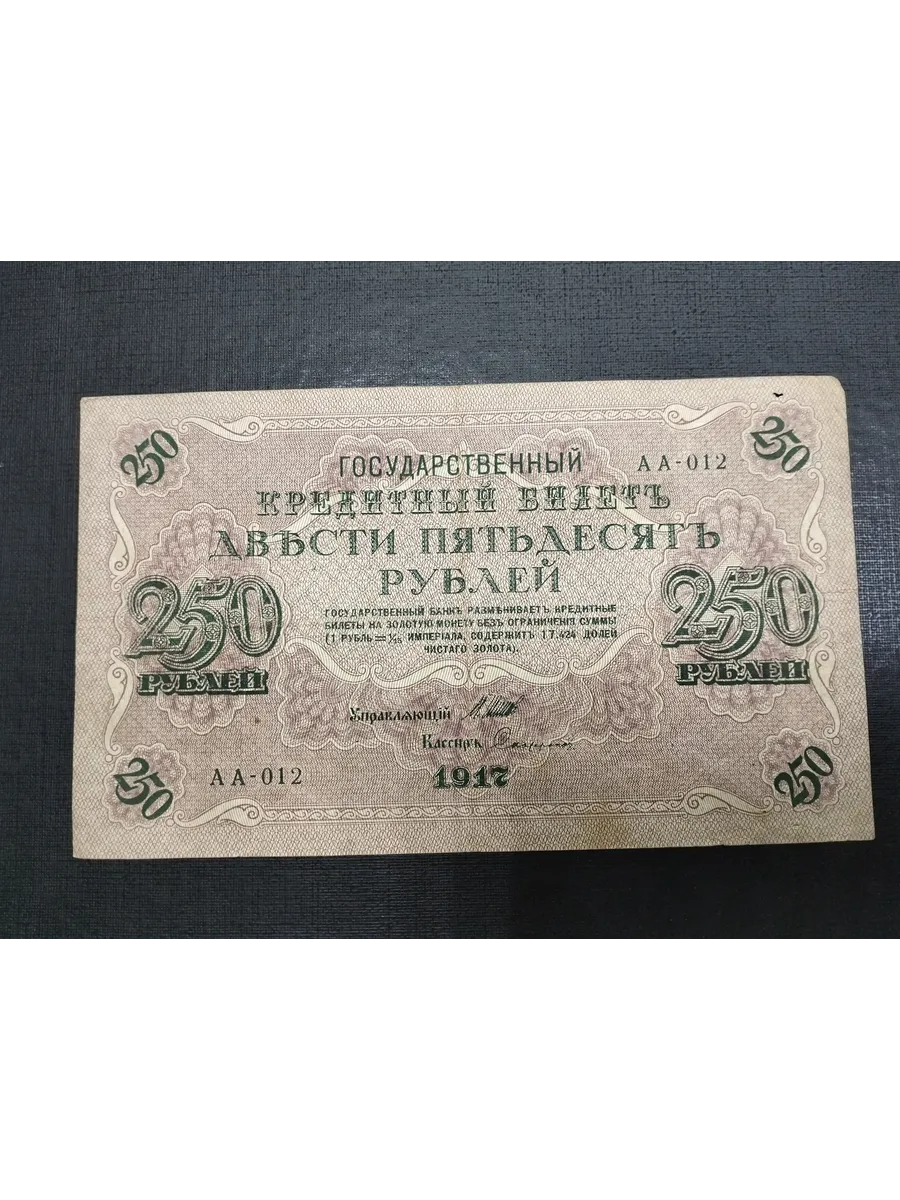 250 250
ГОСУДАРСТВЕННЫЙ АА-012
КРЕДИТНЫЙ БИЛЕТЪ
ДВѢСТИ ПЯТЬДЕСЯТЪ
РУБЛЕЙ
250 250
РУБЛЕЙ РУБЛЕЙ
ГОСУДАРСТВЕННЫЙ БАНКЪ РАЗМѢНИВАЕТЪ КРЕДИТНЫЕ
БИЛЕТЫ НА ЗОЛОТУЮ МОНЕТУ БЕЗЪ ОГРАНИЧЕНІЯ СУММЫ
(1 РУБЛЬ = 1/15 ИМПЕРІАЛА, СОДЕРЖИТЪ 17,424 ДОЛЕЙ
ЧИСТАГО ЗОЛОТА).
Управляющій
Кассиръ
АА-012 1917
250 250